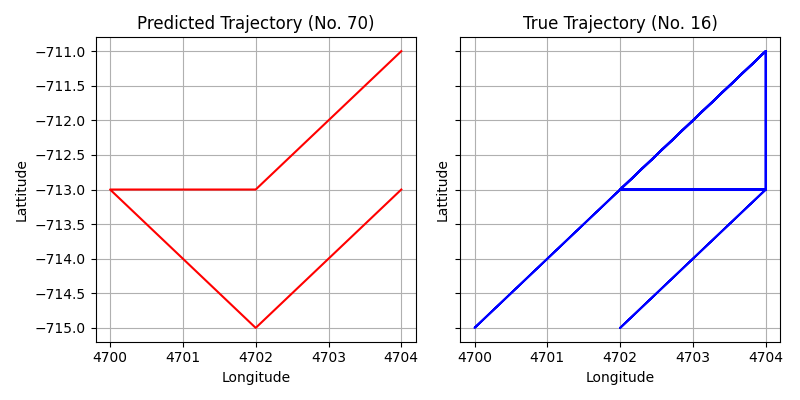 Predicted Trajectory (No. 70)
Lattitude
−711.0
−711.5
−712.0
−712.5
−713.0
−713.5
−714.0
−714.5
−715.0
4700 4701 4702 4703 4704
Longitude
True Trajectory (No. 16)
Lattitude
4700 4701 4702 4703 4704
Longitude